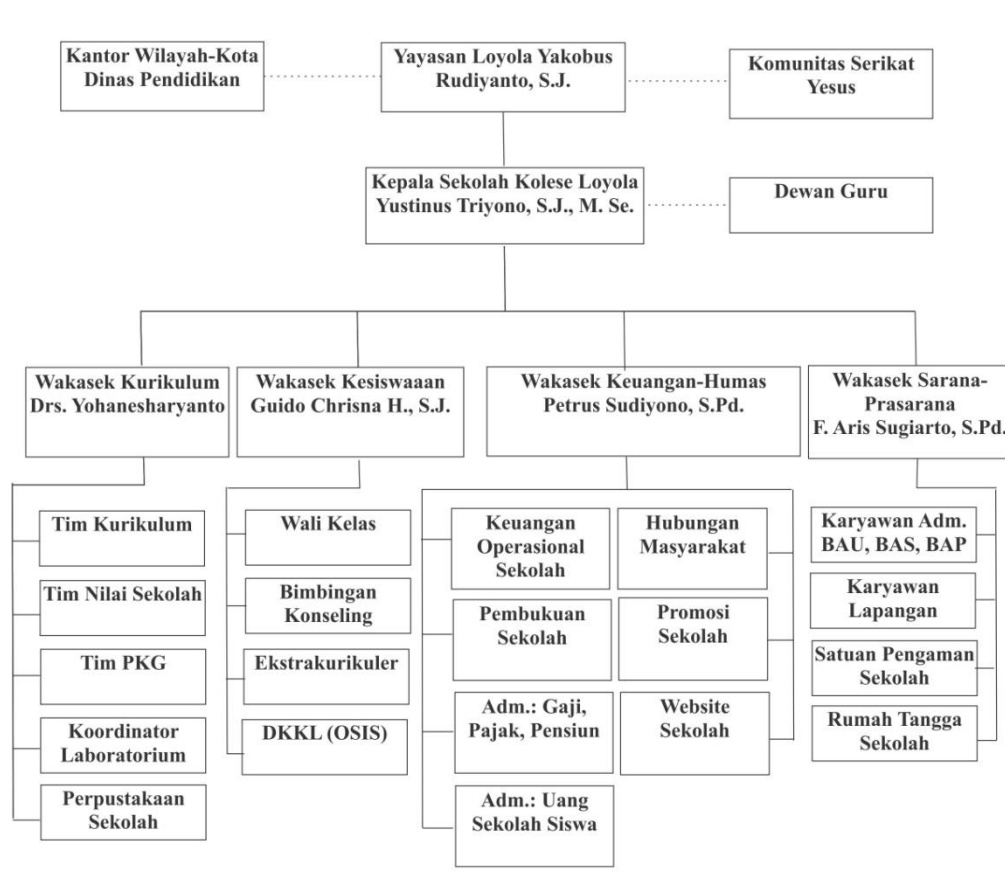 Kantor Wilayah-Kota
Dinas Pendidikan
Yayasan Loyola Yakobus
Rudiyanto, S.J.
Komunitas Serikat
Yesus
Kepala Sekolah Kolese Loyola
Yustinus Triyono, S.J., M. Se.
Dewan Guru
Wakasek Kurikulum
Drs. Yohanesharyanto
Wakasek Kesiswaaan
Guido Chrisna H., S.J.
Wakasek Keuangan-Humas
Petrus Sudiyono, S.Pd.
Wakasek Sarana-
Prasarana
F. Aris Sugiarto, S.Pd.
Tim Kurikulum
Tim Nilai Sekolah
Tim PKG
Koordinator
Laboratorium
Perpustakaan
Sekolah
Wali Kelas
Bimbingan
Konseling
Ekstrakurikuler
DKKL (OSIS)
Keuangan
Operasional
Sekolah
Pembukuan
Sekolah
Adm.: Gaji,
Pajak, Pensiun
Adm.: Uang
Sekolah Siswa
Hubungan
Masyarakat
Promosi
Sekolah
Website
Sekolah
Karyawan Adm.
BAU, BAS, BAP
Karyawan
Lapangan
Satuan Pengaman
Sekolah
Rumah Tangga
Sekolah